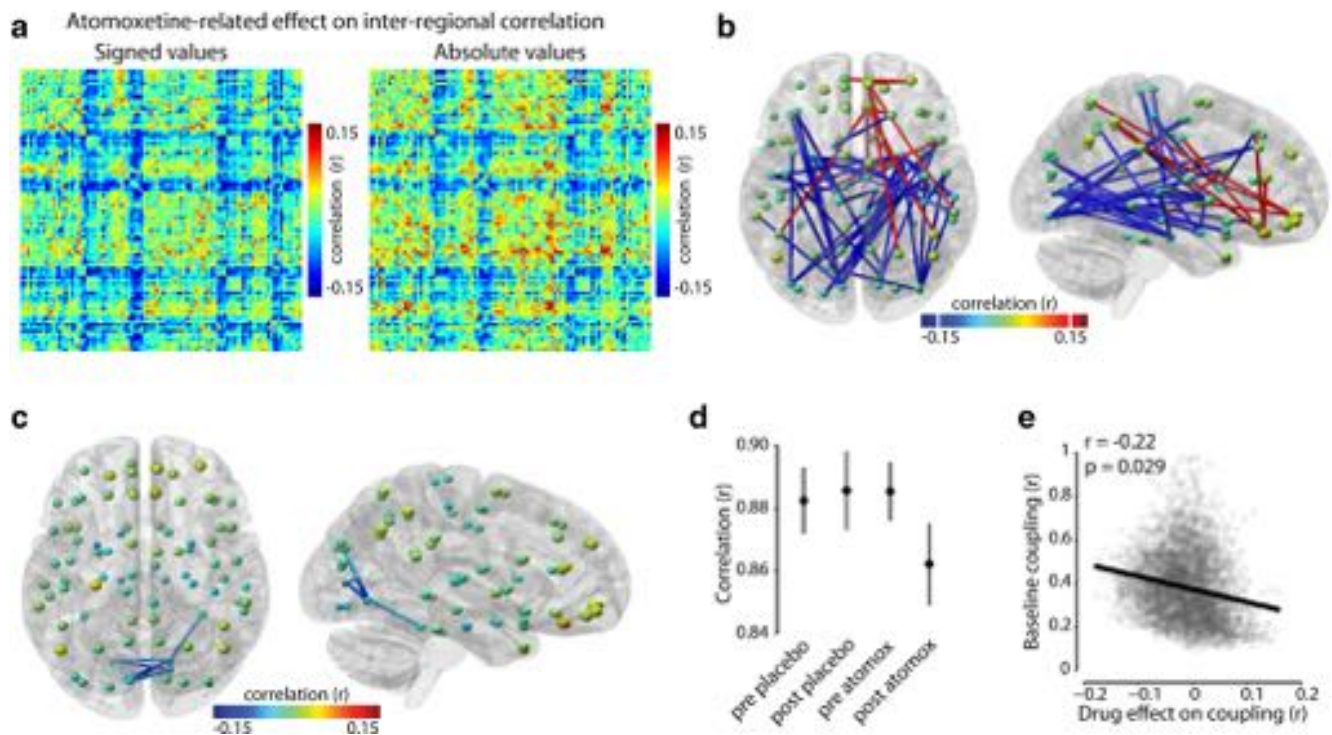 a
Atomoxetine-related effect on inter-regional correlation
Signed values
Absolute values
0.15
correlation (r)
-0.15
0.15
correlation (r)
-0.15
b
correlation (r)
-0.15
0.15
c
correlation (r)
-0.15
0.15
d
0.90
0.88
0.86
0.84
Correlation (r)
pre placebo
post placebo
pre atomox
post atomox
e
r = -0.22
p = 0.029
1
0.8
0.6
0.4
0.2
0
Baseline coupling (r)
-0.2
-0.1
0
0.1
0.2
Drug effect on coupling (r)